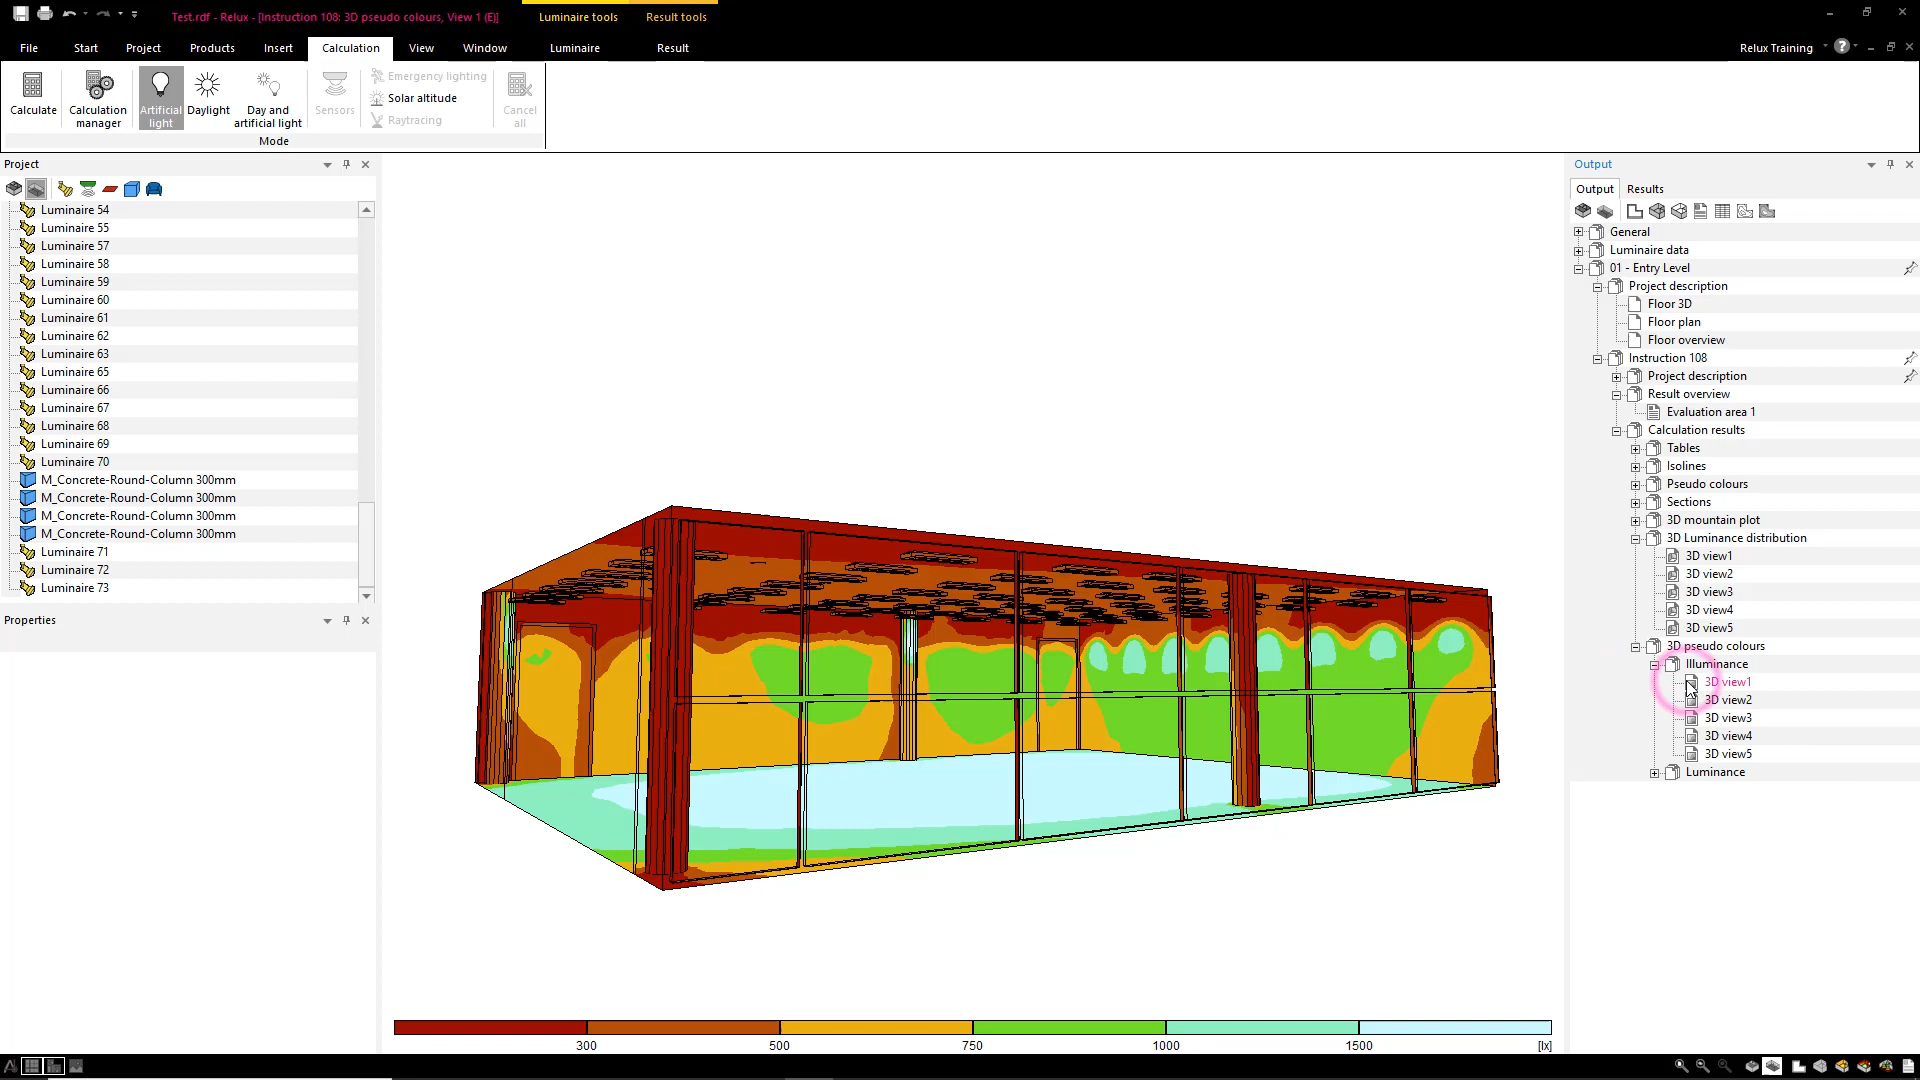 Test.rdf - Relux - [Instruction 108: 3D pseudo colours, View 1 (E)]
Luminaire tools
Result tools
File
Start
Project
Products
Insert
Calculation
View
Window
Luminaire
Result
Relux Training
Calculate
Calculation manager
Artificial light
Daylight
Day and artificial light
Sensors
Emergency lighting
Solar altitude
Raytracing
Cancel all
Mode
Project
Luminaire 54
Luminaire 55
Luminaire 57
Luminaire 58
Luminaire 59
Luminaire 60
Luminaire 61
Luminaire 62
Luminaire 63
Luminaire 65
Luminaire 66
Luminaire 67
Luminaire 68
Luminaire 69
Luminaire 70
M_Concrete-Round-Column 300mm
M_Concrete-Round-Column 300mm
M_Concrete-Round-Column 300mm
M_Concrete-Round-Column 300mm
Luminaire 71
Luminaire 72
Luminaire 73
Properties
300
500
750
1000
1500
[lx]
Output
Output
Results
General
Luminaire data
01 - Entry Level
Project description
Floor 3D
Floor plan
Floor overview
Instruction 108
Project description
Result overview
Evaluation area 1
Calculation results
Tables
Isolines
Pseudo colours
Sections
3D mountain plot
3D Luminance distribution
3D view1
3D view2
3D view3
3D view4
3D view5
3D pseudo colours
Illuminance
3D view1
3D view2
3D view3
3D view4
3D view5
Luminance